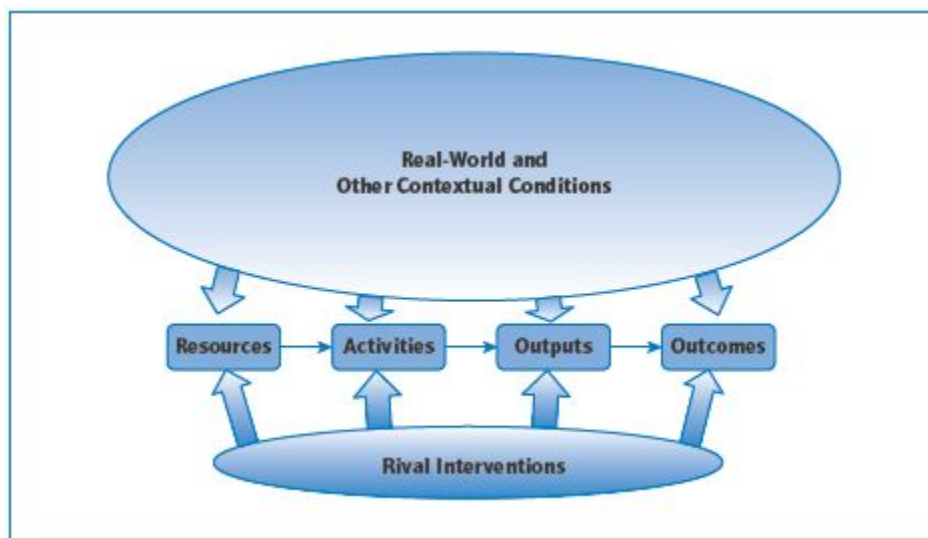 Real-World and
Other Contextual Conditions
Resources
Activities
Outputs
Outcomes
Rival Interventions